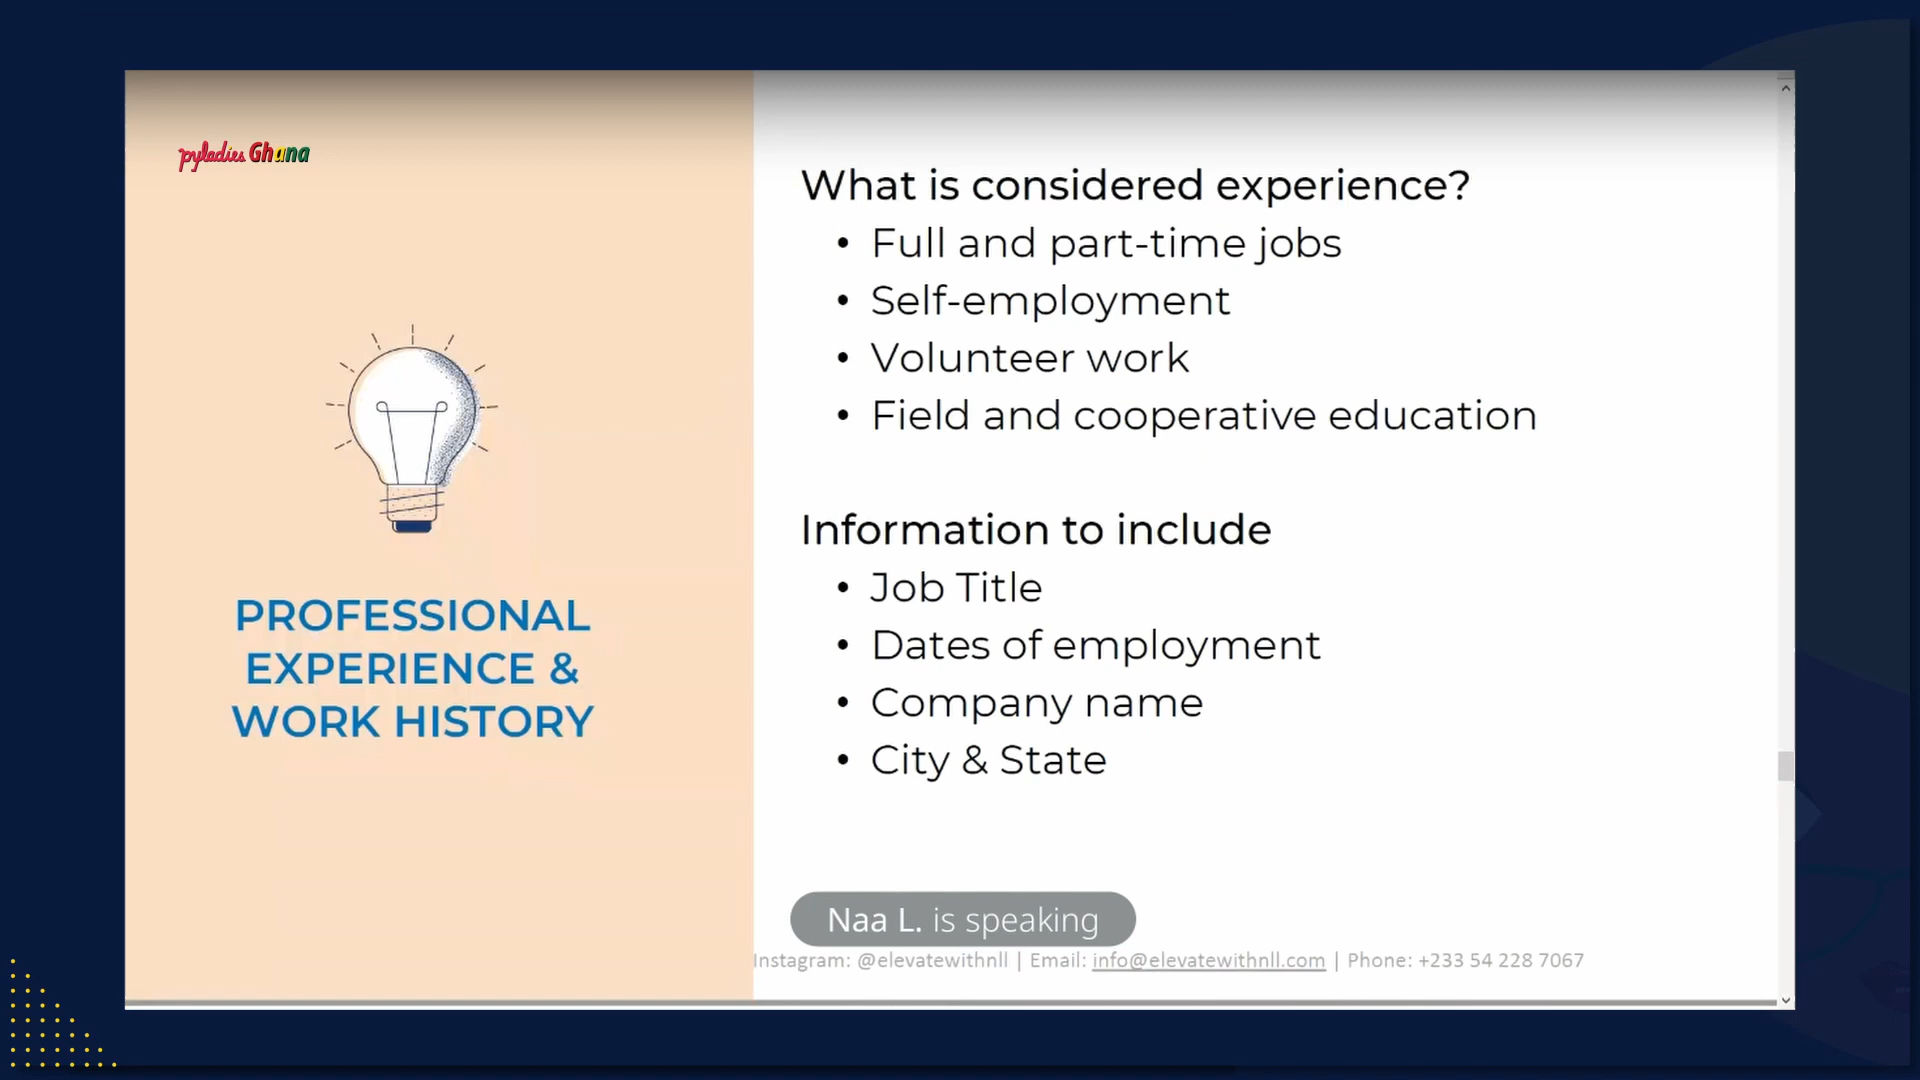 pyladies Ghana
PROFESSIONAL
EXPERIENCE &
WORK HISTORY
What is considered experience?
• Full and part-time jobs
• Self-employment
• Volunteer work
• Field and cooperative education
Information to include
• Job Title
• Dates of employment
• Company name
• City & State
Naa L. is speaking
Instagram: @elevatewithnll | Email: info@elevatewithnll.com | Phone: +233 54 228 7067